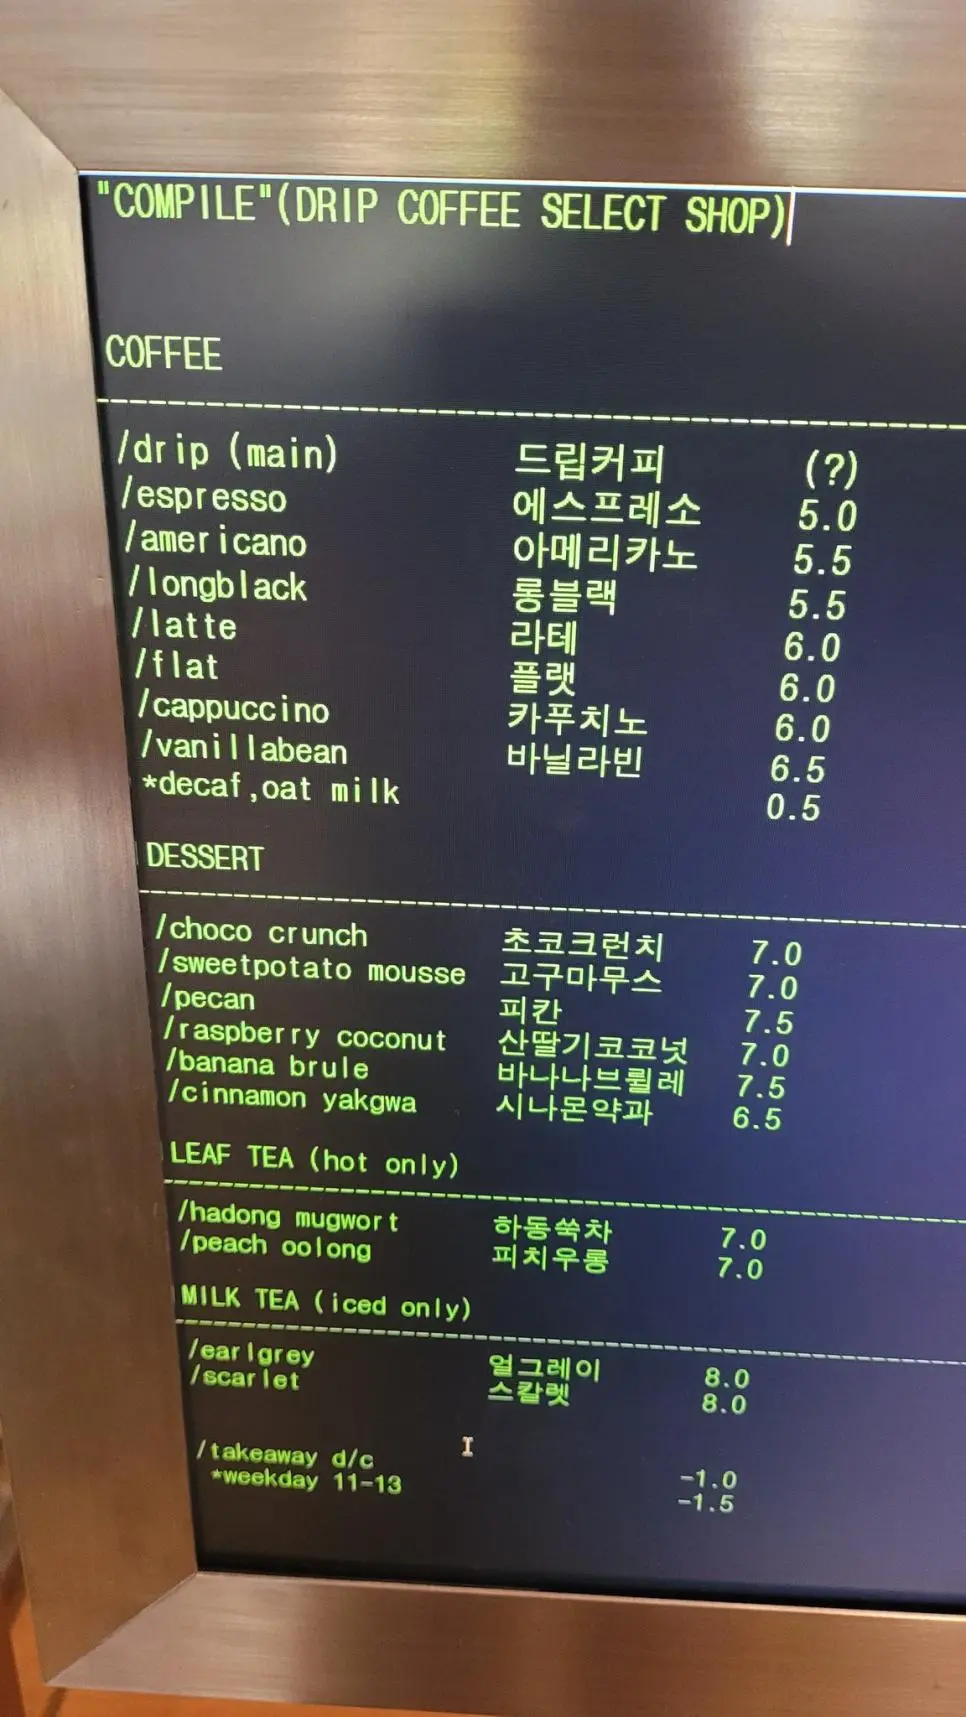 "COMPILE"(DRIP COFFEE SELECT SHOP)
COFFEE
/drip (main) 드립커피 (?)
/espresso 에스프레소 5.0
/americano 아메리카노 5.5
/longblack 롱블랙 5.5
/latte 라테 6.0
/flat 플랫 6.0
/cappuccino 카푸치노 6.0
/vanillabean 바닐라빈 6.5
*decaf,oat milk 0.5
DESSERT
/choco crunch 초코크런치 7.0
/sweetpotato mousse 고구마무스 7.0
/pecan 피칸 7.5
/raspberry coconut 산딸기코코넛 7.0
/banana brule 바나나브륄레 7.5
/cinnamon yakgwa 시나몬약과 6.5
LEAF TEA (hot only)
/hadong mugwort 하동쑥차 7.0
/peach oolong 피치우롱 7.0
MILK TEA (iced only)
/earlgrey 얼그레이 8.0
/scarlet 스칼렛 8.0
/takeaway d/c -1.0
*weekday 11-13 -1.5